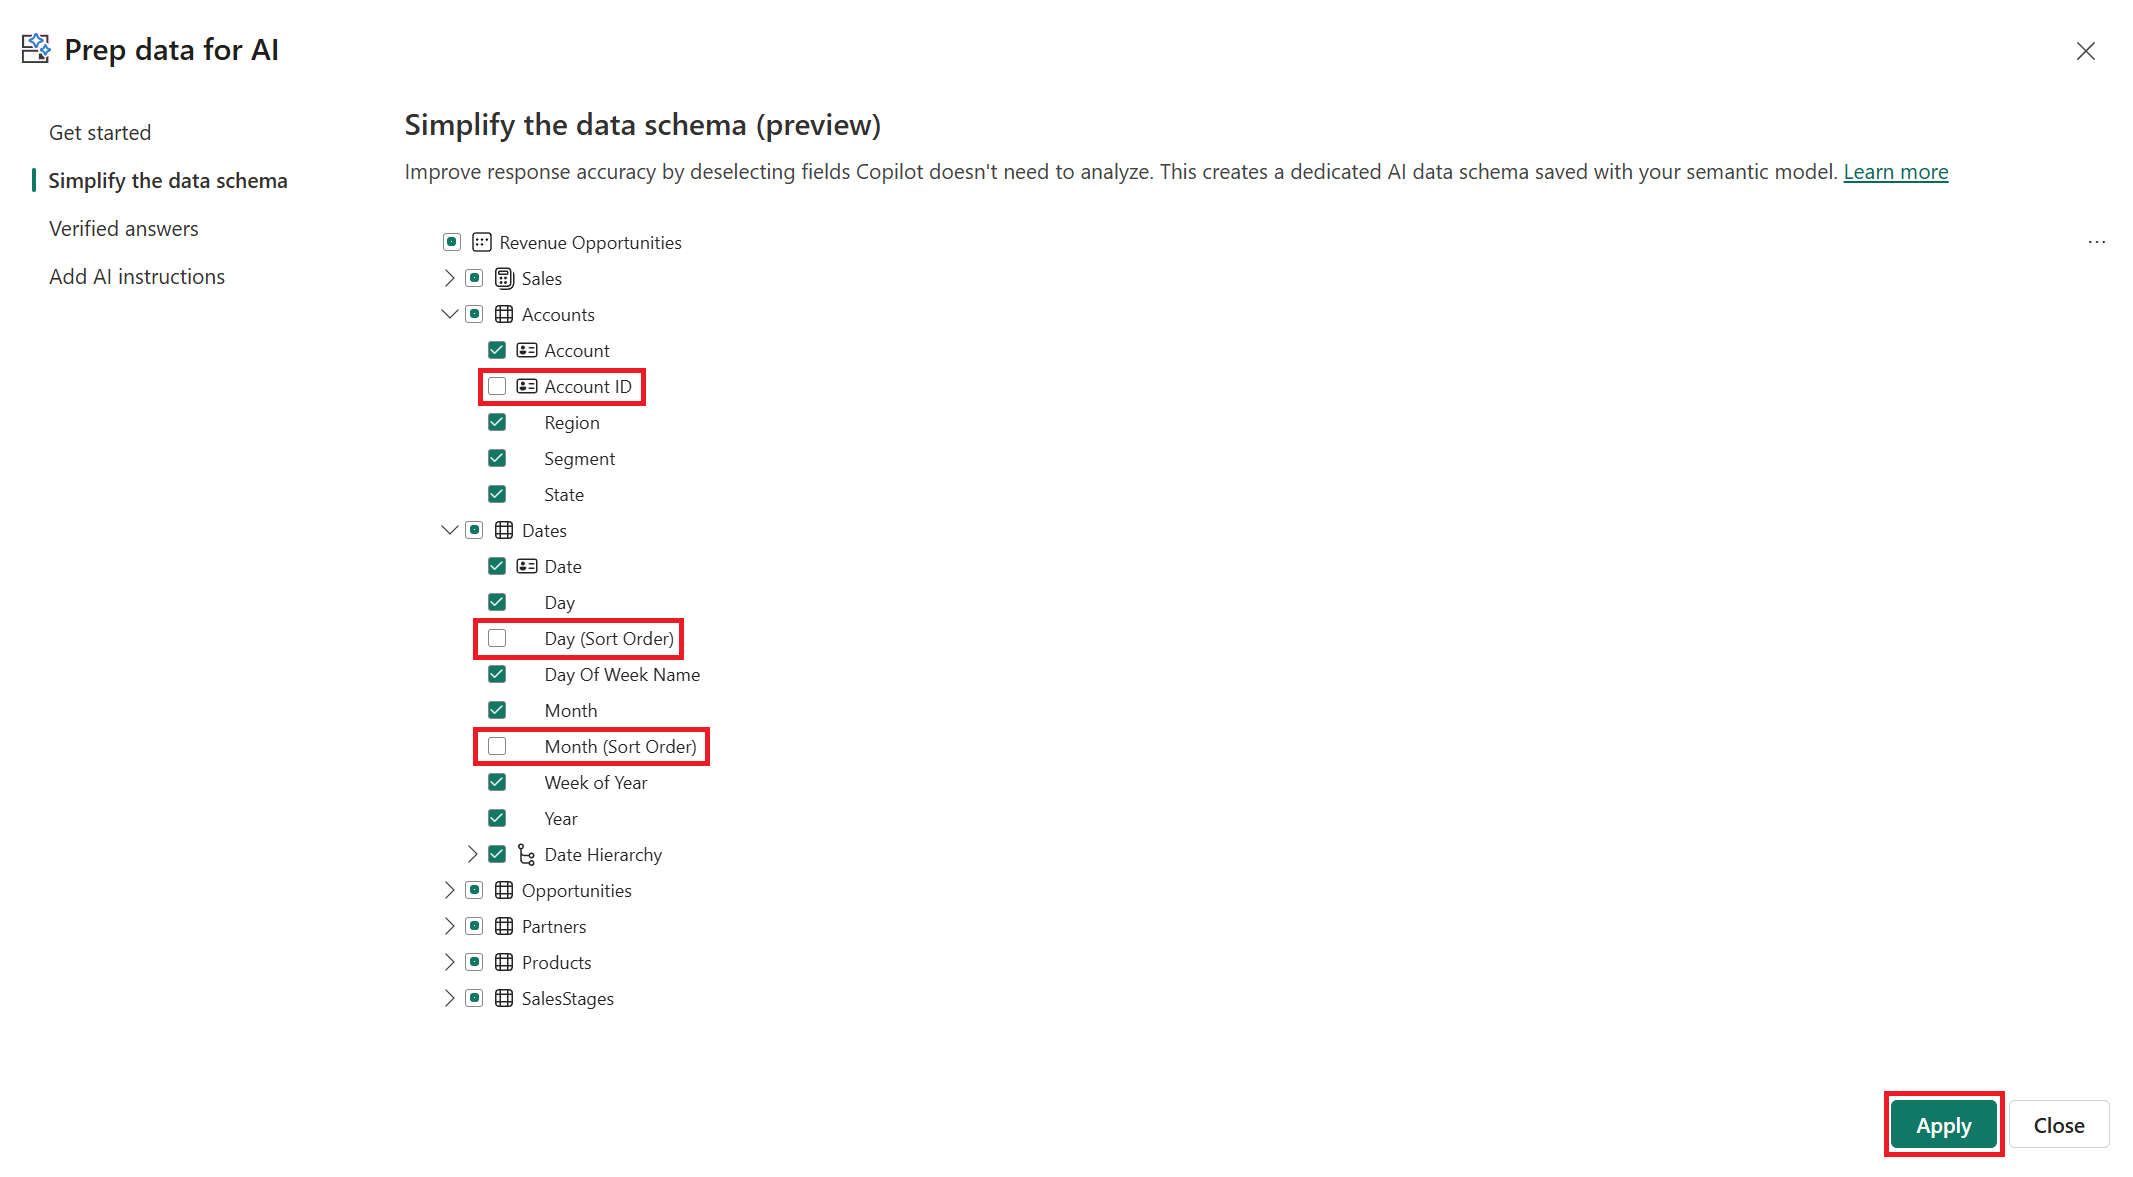 Prep data for AI
Get started
Simplify the data schema
Verified answers
Add AI instructions
Simplify the data schema (preview)
Improve response accuracy by deselecting fields Copilot doesn't need to analyze. This creates a dedicated AI data schema saved with your semantic model. Learn more
Revenue Opportunities
Sales
Accounts
Account
Account ID
Region
Segment
State
Dates
Date
Day
Day (Sort Order)
Day Of Week Name
Month
Month (Sort Order)
Week of Year
Year
Date Hierarchy
Opportunities
Partners
Products
SalesStages
Apply
Close